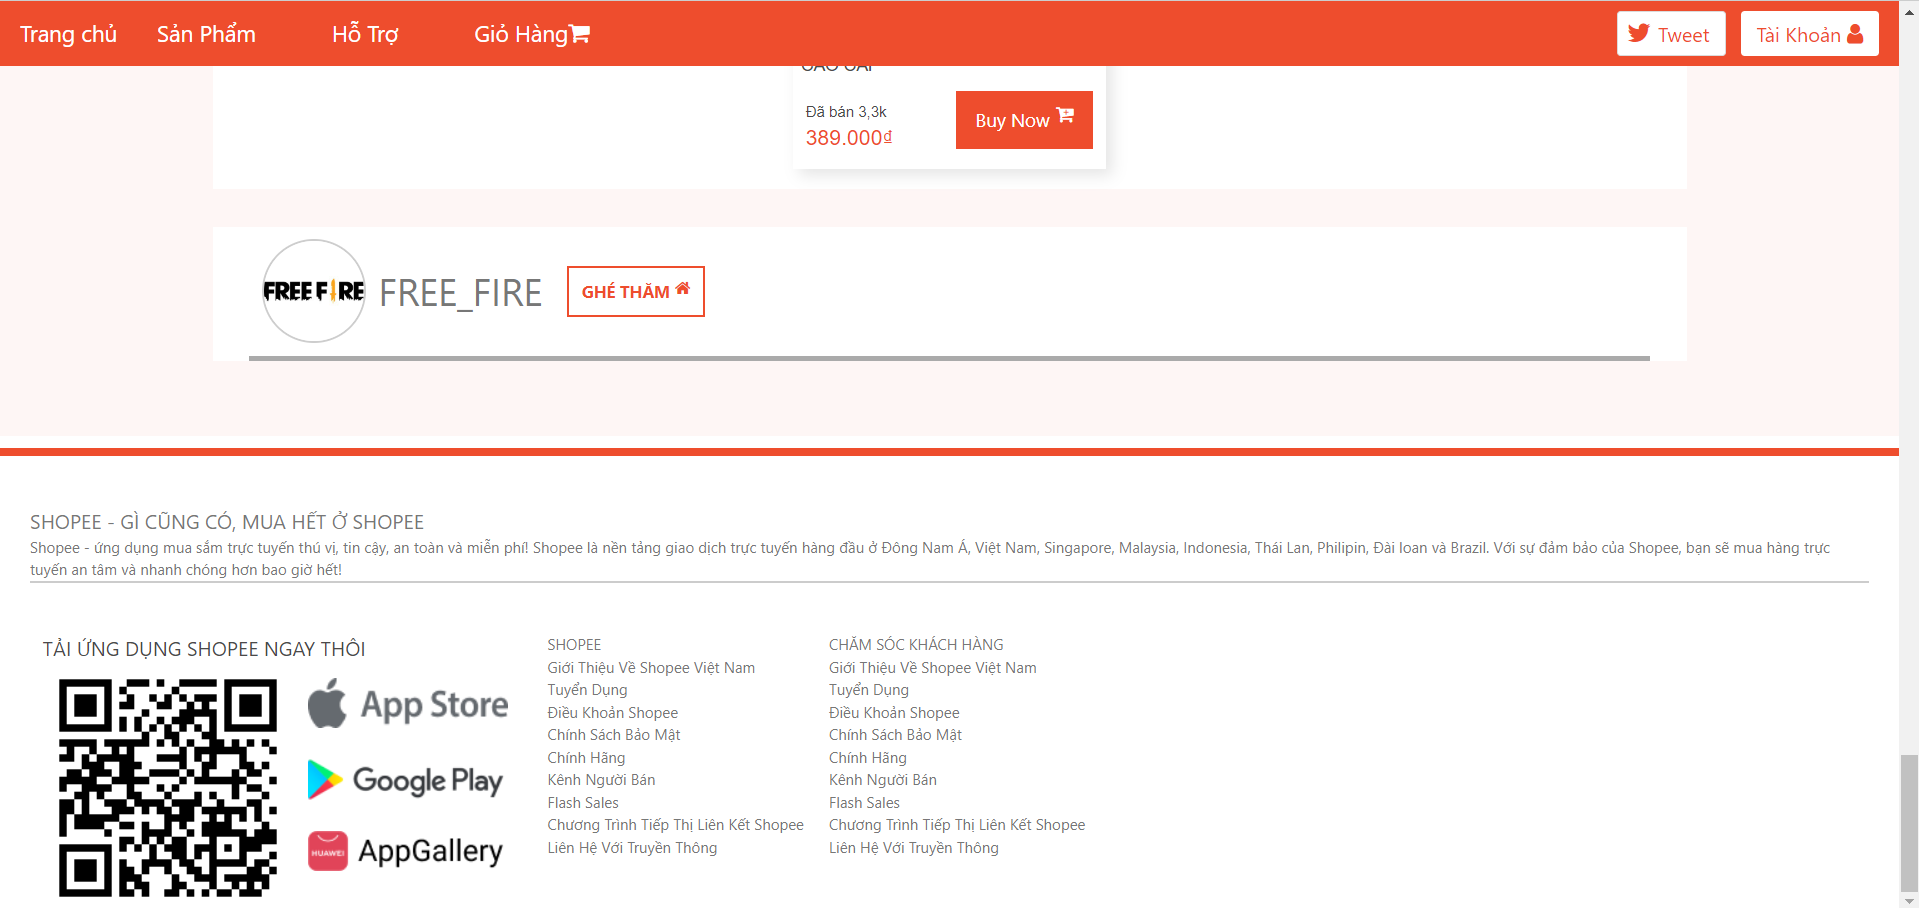 Trang chủ Sản Phẩm Hỗ Trợ Giỏ Hàng Tweet Tài Khoản
Đã bán 3,3k
389.000₫
Buy Now
FREE FIRE
FREE_FIRE
GHÉ THĂM
SHOPEE - GÌ CŨNG CÓ, MUA HẾT Ở SHOPEE
Shopee - ứng dụng mua sắm trực tuyến thú vị, tin cậy, an toàn và miễn phí! Shopee là nền tảng giao dịch trực tuyến hàng đầu ở Đông Nam Á, Việt Nam, Singapore, Malaysia, Indonesia, Thái Lan, Philipin, Đài loan và Brazil. Với sự đảm bảo của Shopee, bạn sẽ mua hàng trực
tuyến an tâm và nhanh chóng hơn bao giờ hết!
TẢI ỨNG DỤNG SHOPEE NGAY THÔI
App Store
Google Play
HUAWEI
AppGallery
SHOPEE
Giới Thiệu Về Shopee Việt Nam
Tuyển Dụng
Điều Khoản Shopee
Chính Sách Bảo Mật
Chính Hãng
Kênh Người Bán
Flash Sales
Chương Trình Tiếp Thị Liên Kết Shopee
Liên Hệ Với Truyền Thông
CHĂM SÓC KHÁCH HÀNG
Giới Thiệu Về Shopee Việt Nam
Tuyển Dụng
Điều Khoản Shopee
Chính Sách Bảo Mật
Chính Hãng
Kênh Người Bán
Flash Sales
Chương Trình Tiếp Thị Liên Kết Shopee
Liên Hệ Với Truyền Thông